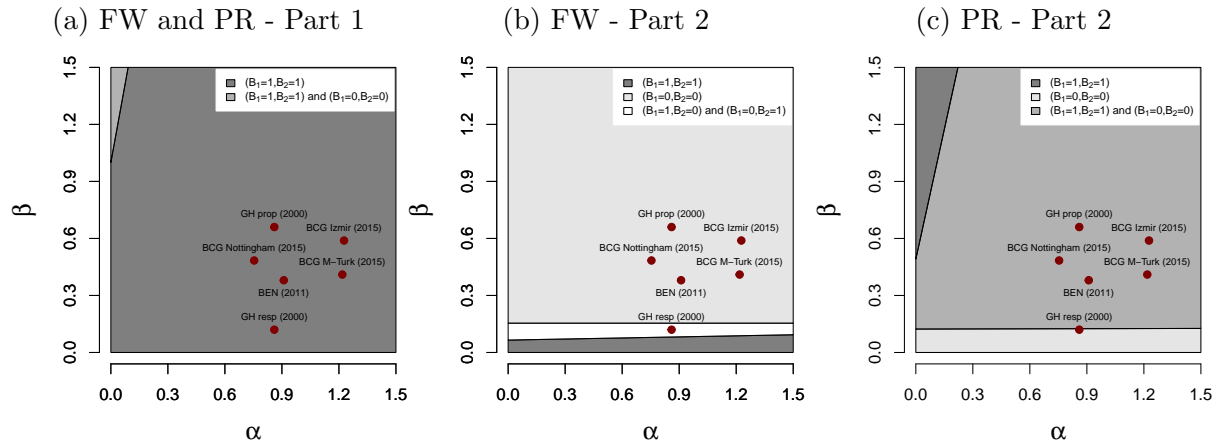 (a) FW and PR - Part 1
(B₁=1,B₂=1)
(B₁=1,B₂=1) and (B₁=0,B₂=0)
1.5
1.2
0.9
0.6
0.3
0.0
β
GH prop (2000)
BCG Izmir (2015)
BCG Nottingham (2015)
BCG M−Turk (2015)
BEN (2011)
GH resp (2000)
0.0 0.3 0.6 0.9 1.2 1.5
α
(b) FW - Part 2
(B₁=1,B₂=1)
(B₁=0,B₂=0)
(B₁=1,B₂=0) and (B₁=0,B₂=1)
1.5
1.2
0.9
0.6
0.3
0.0
β
GH prop (2000)
BCG Izmir (2015)
BCG Nottingham (2015)
BCG M−Turk (2015)
BEN (2011)
GH resp (2000)
0.0 0.3 0.6 0.9 1.2 1.5
α
(c) PR - Part 2
(B₁=1,B₂=1)
(B₁=0,B₂=0)
(B₁=1,B₂=1) and (B₁=0,B₂=0)
1.5
1.2
0.9
0.6
0.3
0.0
β
GH prop (2000)
BCG Izmir (2015)
BCG Nottingham (2015)
BCG M−Turk (2015)
BEN (2011)
GH resp (2000)
0.0 0.3 0.6 0.9 1.2 1.5
α